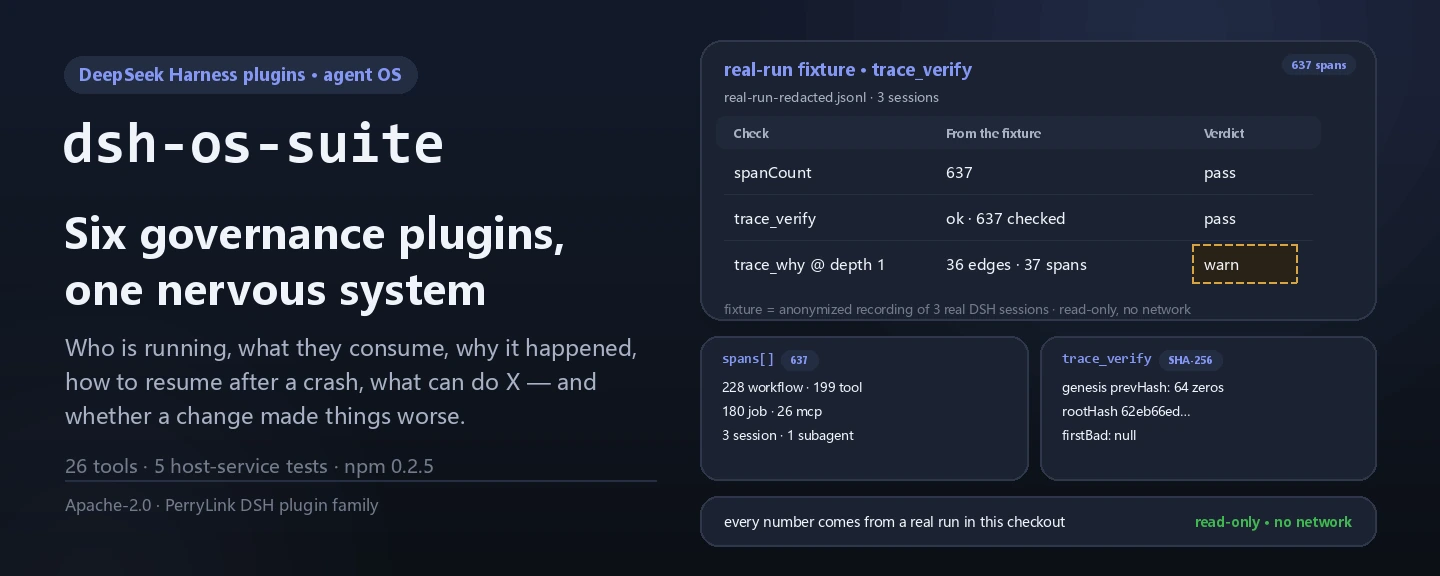 DeepSeek Harness plugins • agent OS
dsh-os-suite
Six governance plugins,
one nervous system
Who is running, what they consume, why it happened,
how to resume after a crash, what can do X — and
whether a change made things worse.
26 tools · 5 host-service tests · npm 0.2.5
Apache-2.0 · PerryLink DSH plugin family
real-run fixture • trace_verify
637 spans
real-run-redacted.jsonl · 3 sessions
Check From the fixture Verdict
spanCount 637 pass
trace_verify ok · 637 checked pass
trace_why @ depth 1 36 edges · 37 spans warn
fixture = anonymized recording of 3 real DSH sessions · read-only, no network
spans[] 637
228 workflow · 199 tool
180 job · 26 mcp
3 session · 1 subagent
trace_verify SHA-256
genesis prevHash: 64 zeros
rootHash 62eb66ed…
firstBad: null
every number comes from a real run in this checkout
read-only • no network